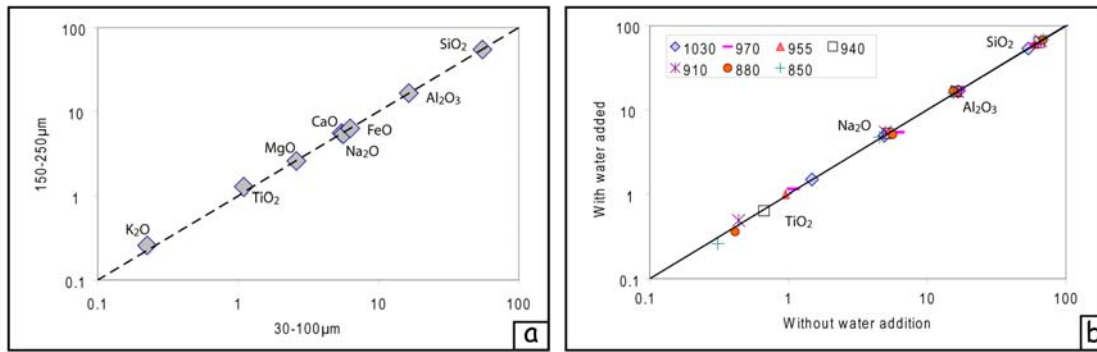 100
10
1
0.1
150-250µm
SiO2
Al2O3
CaO
FeO
Na2O
MgO
TiO2
K2O
0.1 1 10 100
30-100µm
a
100
10
1
0.1
With water added
1030 970 955 940
910 880 850
SiO2
Al2O3
Na2O
TiO2
0.1 1 10 100
Without water addition
b